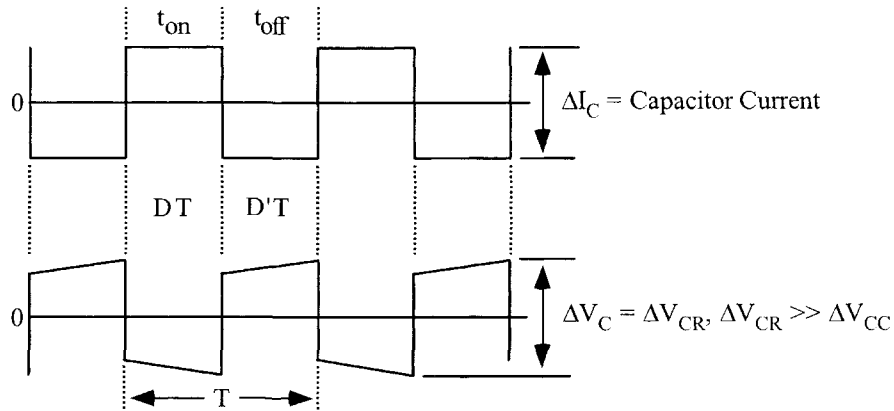 t_on t_off
0
ΔI_C = Capacitor Current
DT D'T
0
ΔV_C = ΔV_CR, ΔV_CR >> ΔV_CC
T